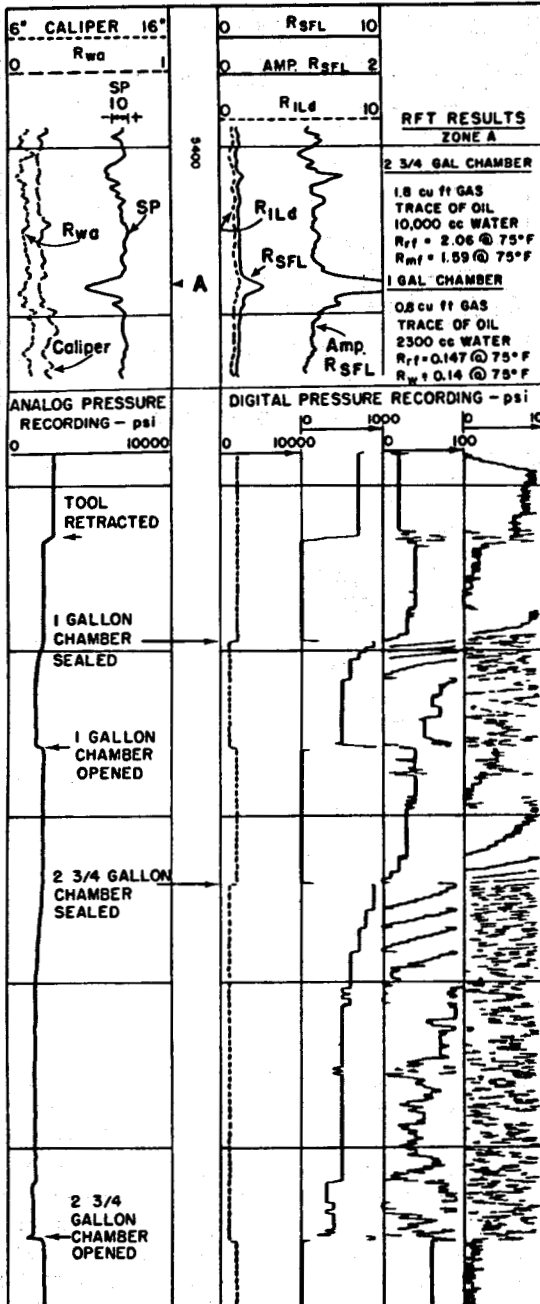 6" CALIPER 16"
0 Rwa 1
SP
10
- +
0 RSFL 10
0 AMP. RSFL 2
0 RILd 10
5400
RFT RESULTS
ZONE A
2 3/4 GAL CHAMBER
1.8 cu ft GAS
TRACE OF OIL
10,000 cc WATER
Rrf = 2.06 @ 75°F
Rmf = 1.59 @ 75°F
1 GAL CHAMBER
0.8 cu ft GAS
TRACE OF OIL
2300 cc WATER
Rrf=0.147 @ 75°F
Rw = 0.14 @ 75°F
SP
Rwa
Caliper
A
RILd
RSFL
Amp.
RSFL
ANALOG PRESSURE
RECORDING - psi
0 10000
DIGITAL PRESSURE RECORDING - psi
0 10000
0 1000
0 100
0
TOOL
RETRACTED
1 GALLON
CHAMBER
SEALED
1 GALLON
CHAMBER
OPENED
2 3/4 GALLON
CHAMBER
SEALED
2 3/4
GALLON
CHAMBER
OPENED